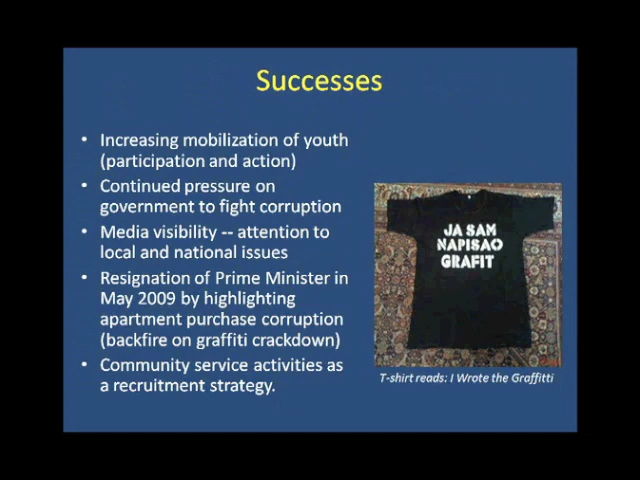 Successes
• Increasing mobilization of youth
(participation and action)
• Continued pressure on
government to fight corruption
• Media visibility -- attention to
local and national issues
• Resignation of Prime Minister in
May 2009 by highlighting
apartment purchase corruption
(backfire on graffiti crackdown)
• Community service activities as
a recruitment strategy.
JA SAM
NAPISAO
GRAFIT
T-shirt reads: I Wrote the Graffitti